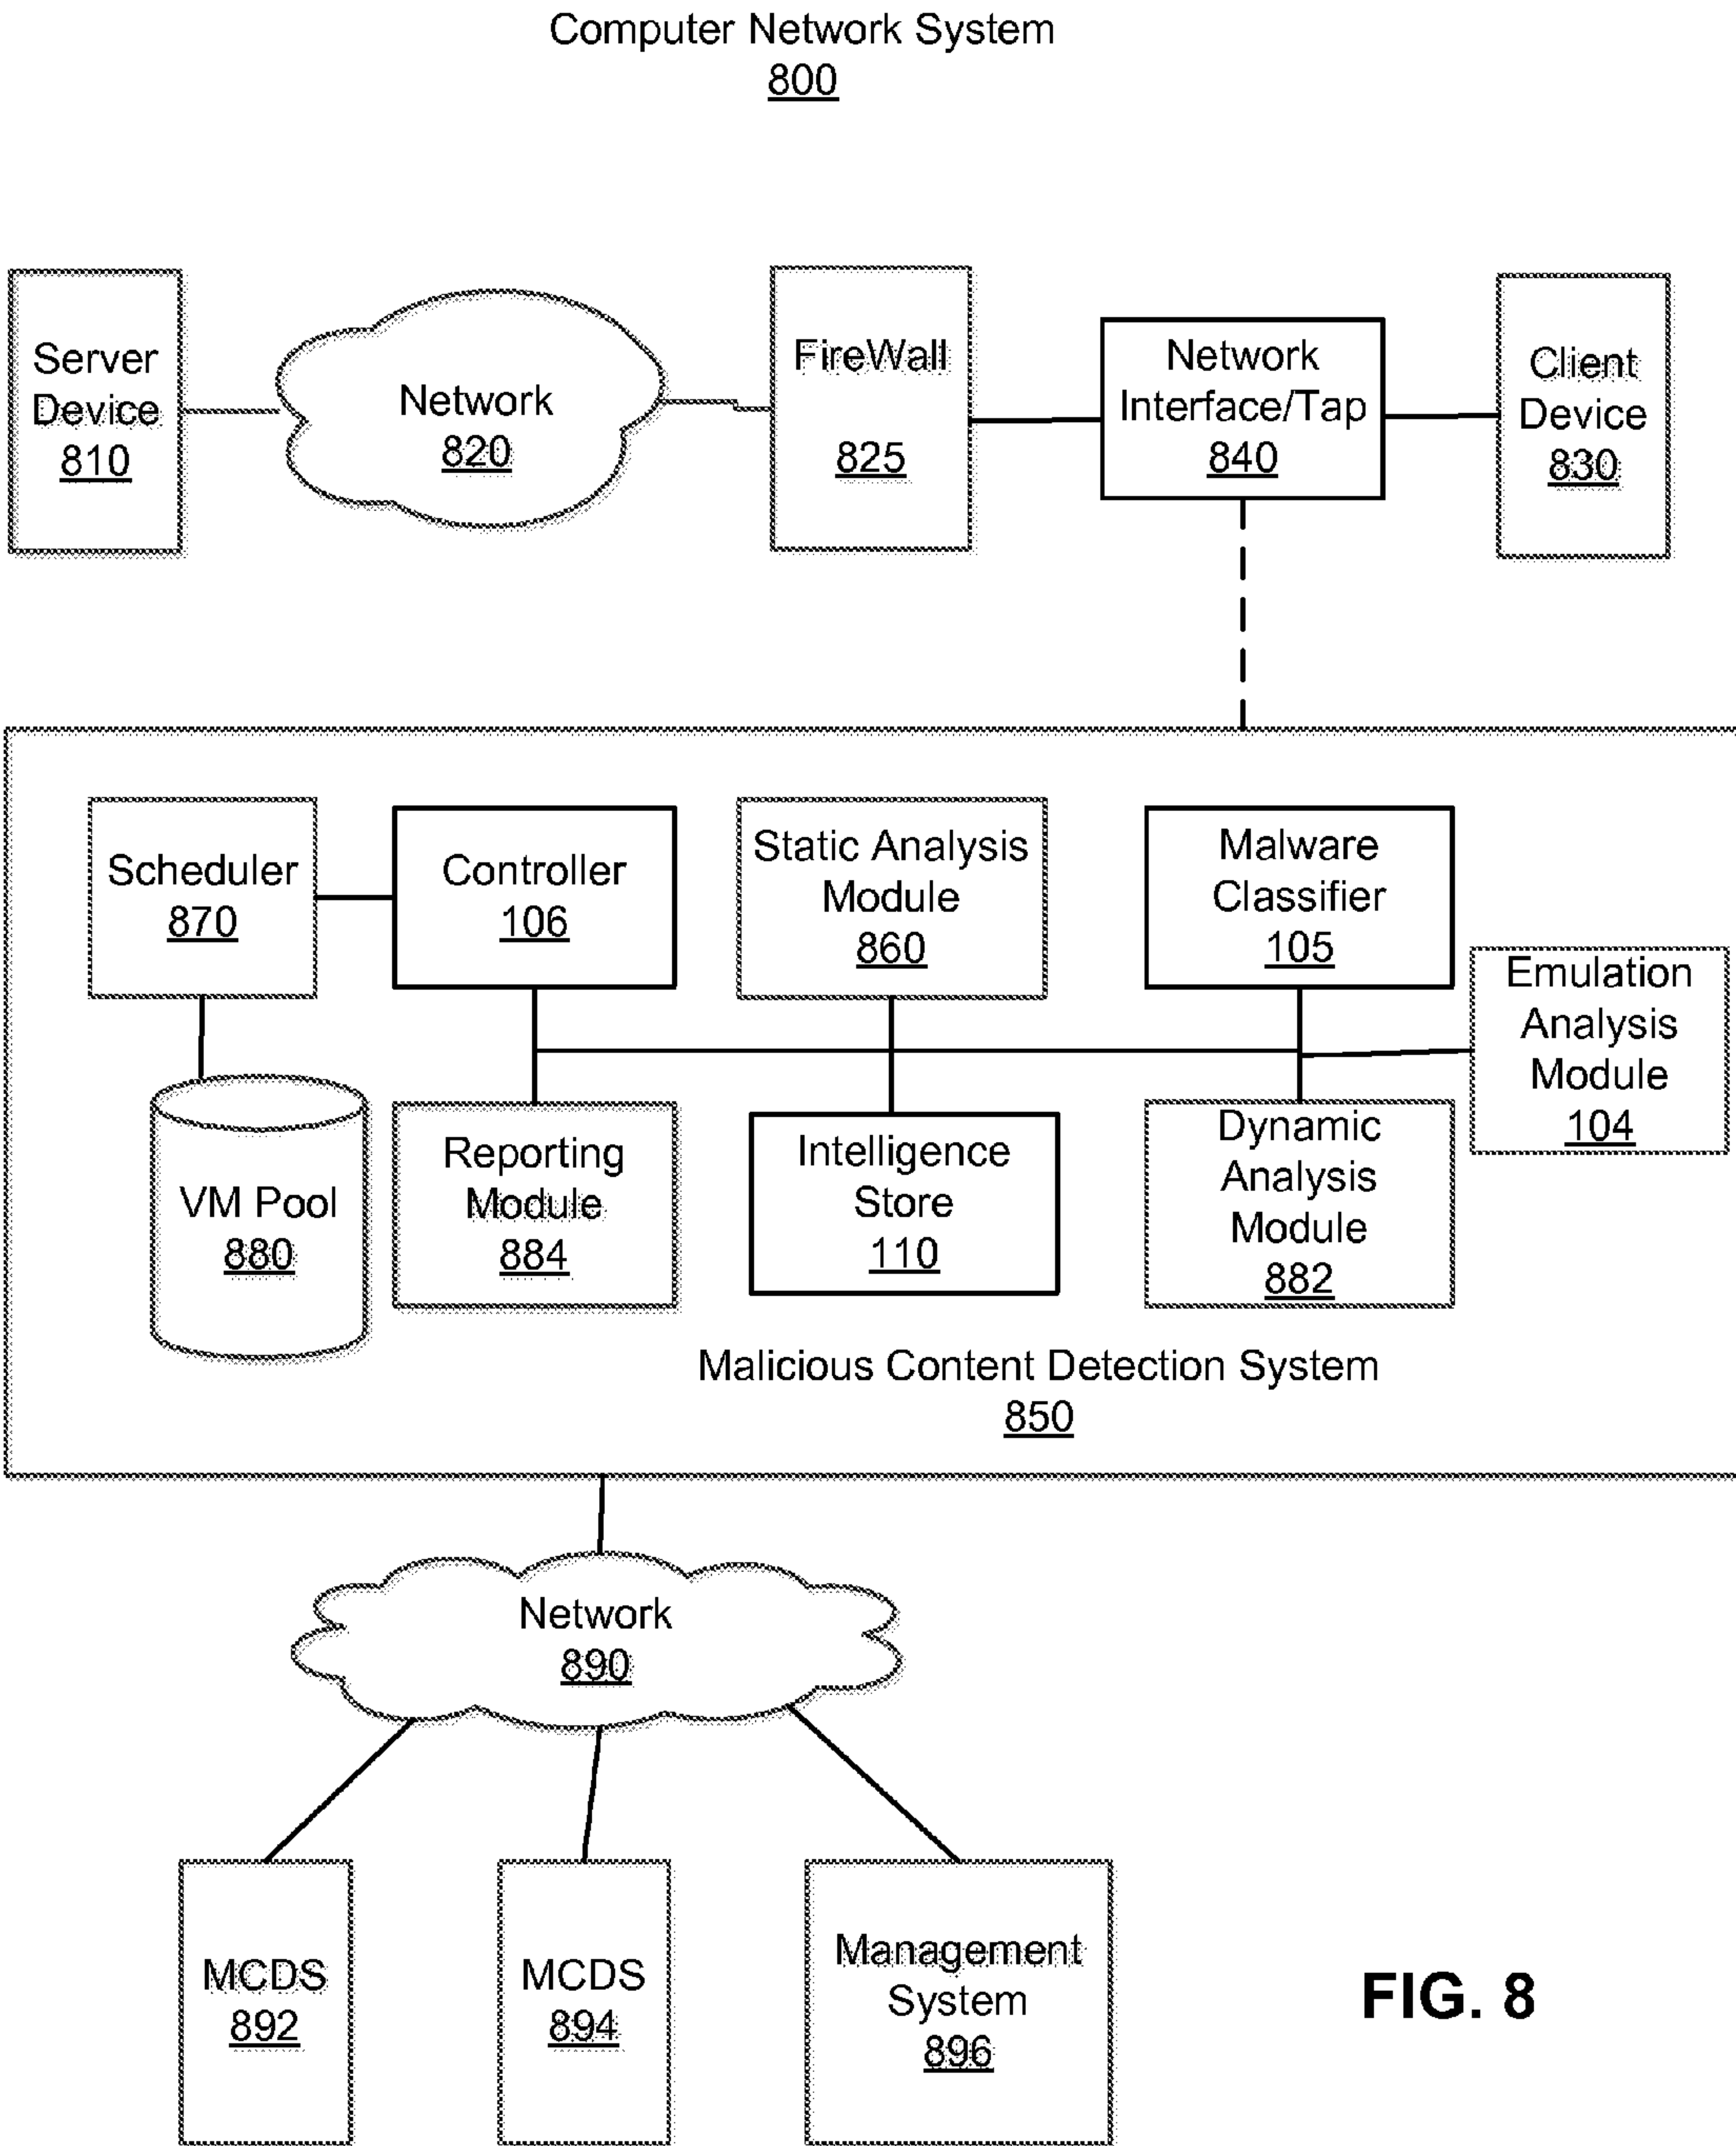 Computer Network System
800
Server
Device
810
Network
820
FireWall
825
Network
Interface/Tap
840
Client
Device
830
Scheduler
870
Controller
106
Static Analysis
Module
860
Malware
Classifier
105
Emulation
Analysis
Module
104
VM Pool
880
Reporting
Module
884
Intelligence
Store
110
Dynamic
Analysis
Module
882
Malicious Content Detection System
850
Network
890
MCDS
892
MCDS
894
Management
System
896
FIG. 8